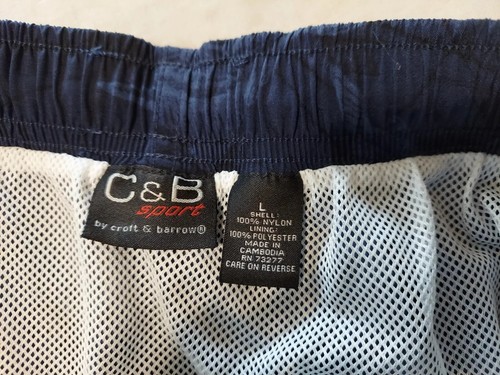 C & B
sport
by croft & barrow®
L
SHELL:
100% NYLON
LINING:
100% POLYESTER
MADE IN
CAMBODIA
RN 73277
CARE ON REVERSE